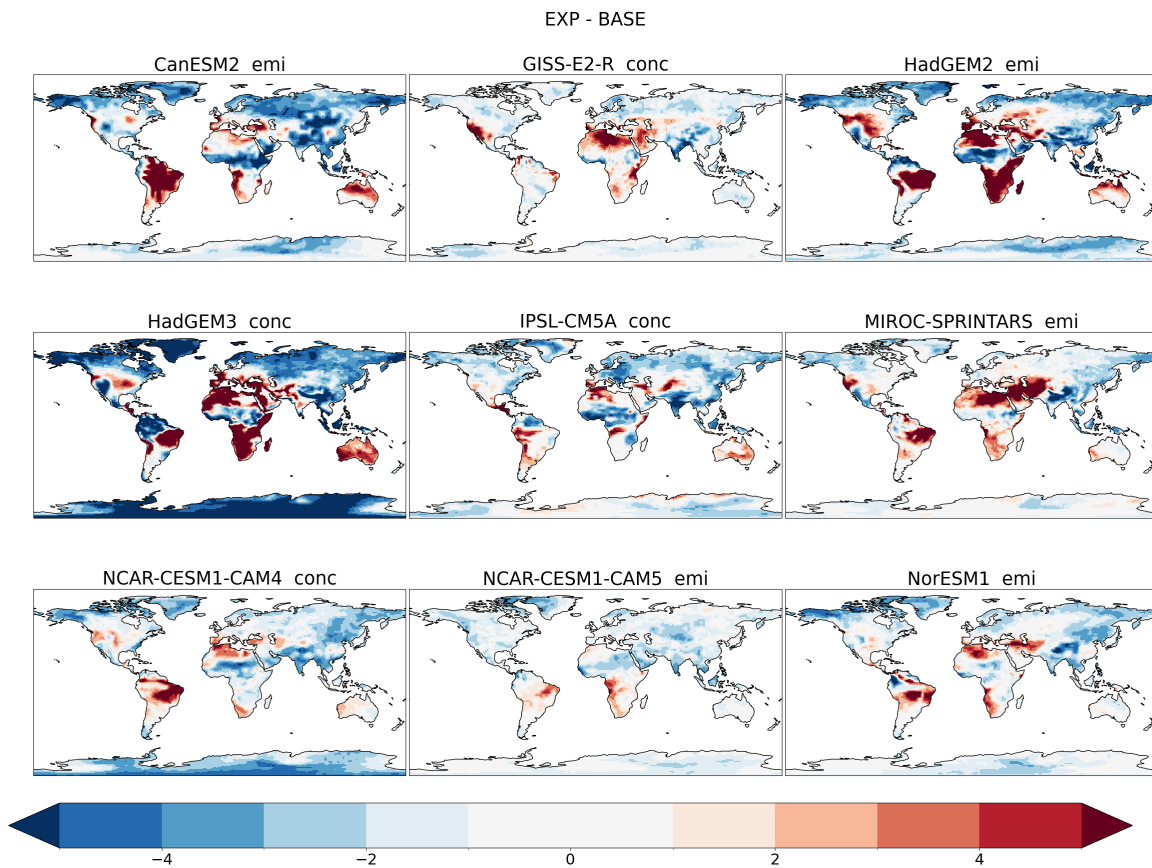 EXP - BASE
CanESM2 emi
GISS-E2-R conc
HadGEM2 emi
HadGEM3 conc
IPSL-CM5A conc
MIROC-SPRINTARS emi
NCAR-CESM1-CAM4 conc
NCAR-CESM1-CAM5 emi
NorESM1 emi
−4 −2 0 2 4